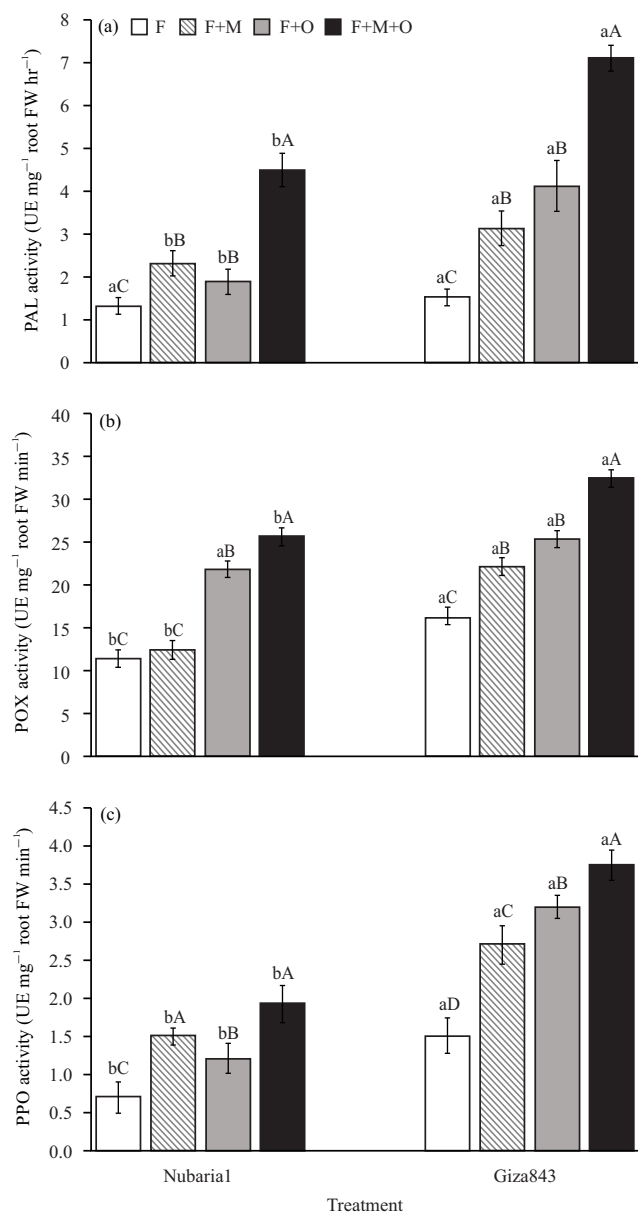 (a) F F+M F+O F+M+O
PAL activity (UE mg⁻¹ root FW hr⁻¹)
8
7
6
5
4
3
2
1
0
aC bB bB bA aC aB aB aA
(b)
POX activity (UE mg⁻¹ root FW min⁻¹)
40
35
30
25
20
15
10
5
0
bC bC aB bA aC aB aB aA
(c)
PPO activity (UE mg⁻¹ root FW min⁻¹)
4.5
4.0
3.5
3.0
2.5
2.0
1.5
1.0
0.5
0.0
bC bA bB bA aD aC aB aA
Nubaria1 Giza843
Treatment